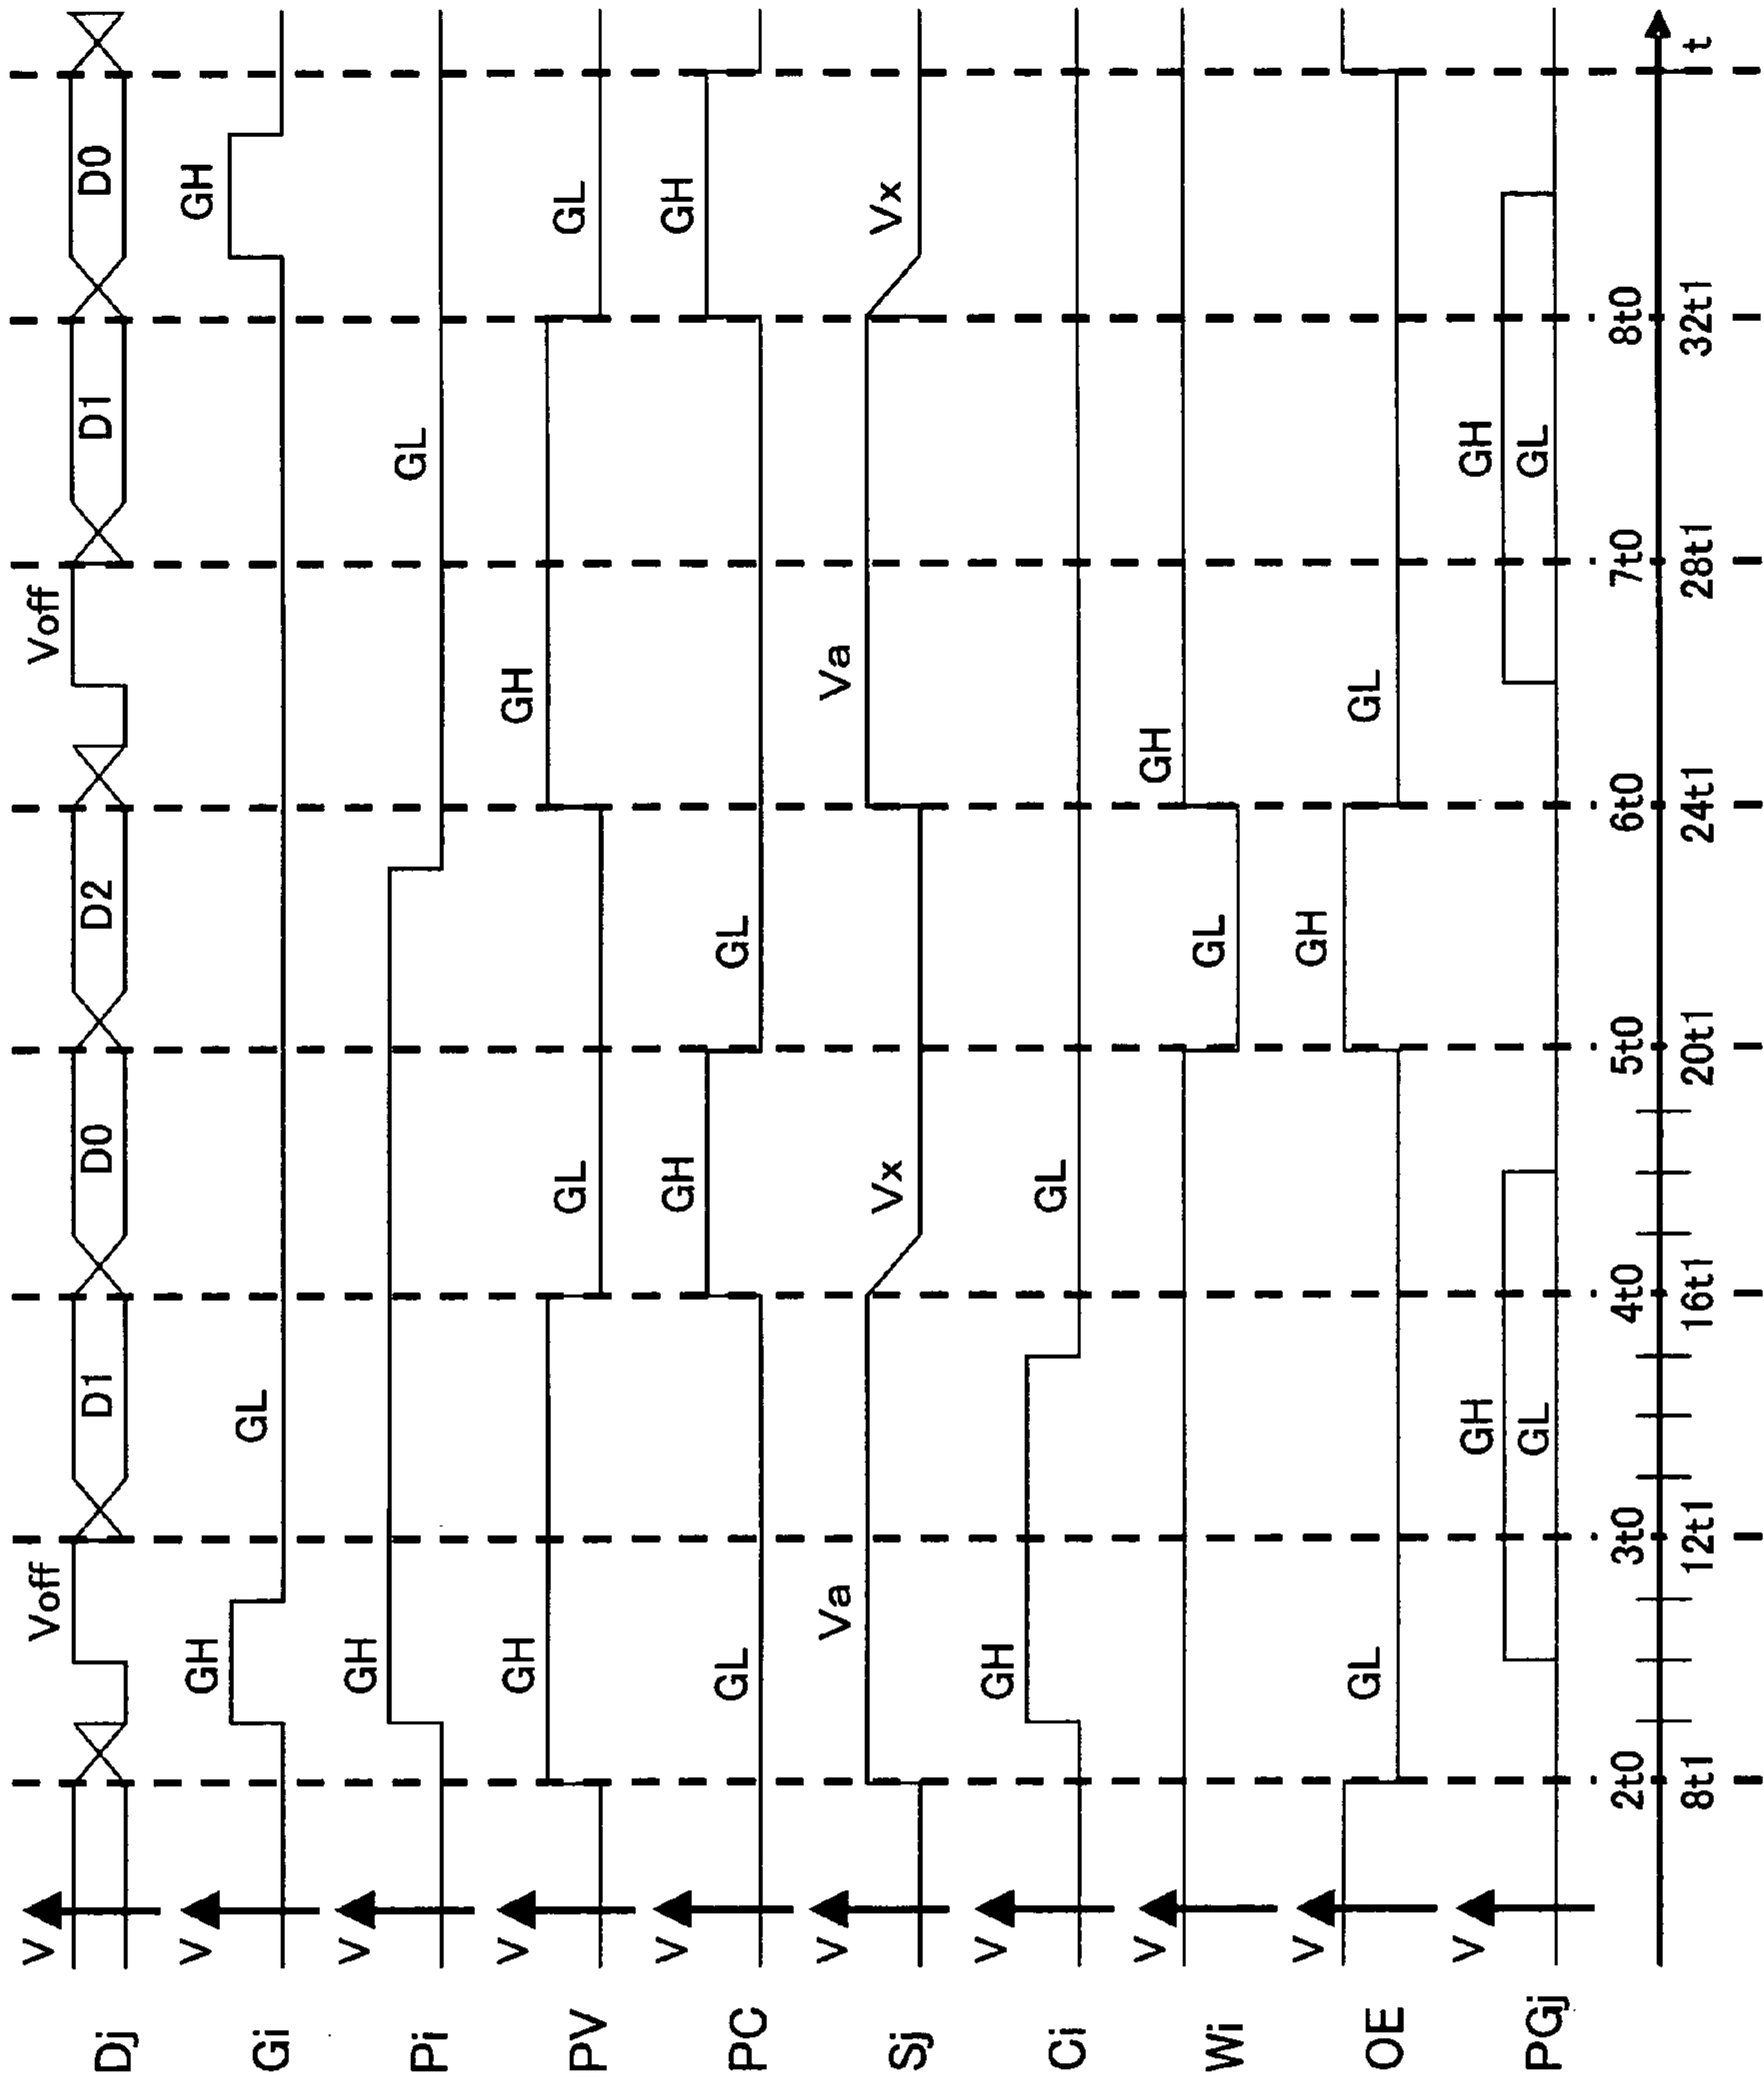 V Voff Voff
Dj D1 D0 D2 D1 D0
V GH GH
Gi GL
V GH GL
Pi
V GH GH
PV GL GL
V GH GH
PC GL GL
V Va Va
Sj Vx Vx
V GH
Ci GL
V GH
Wi GL
V GH
OE GL GL
V GH GH
PGj GL GL
2t0 3t0 4t0 5t0 6t0 7t0 8t0
8t1 12t1 16t1 20t1 24t1 28t1 32t1 t